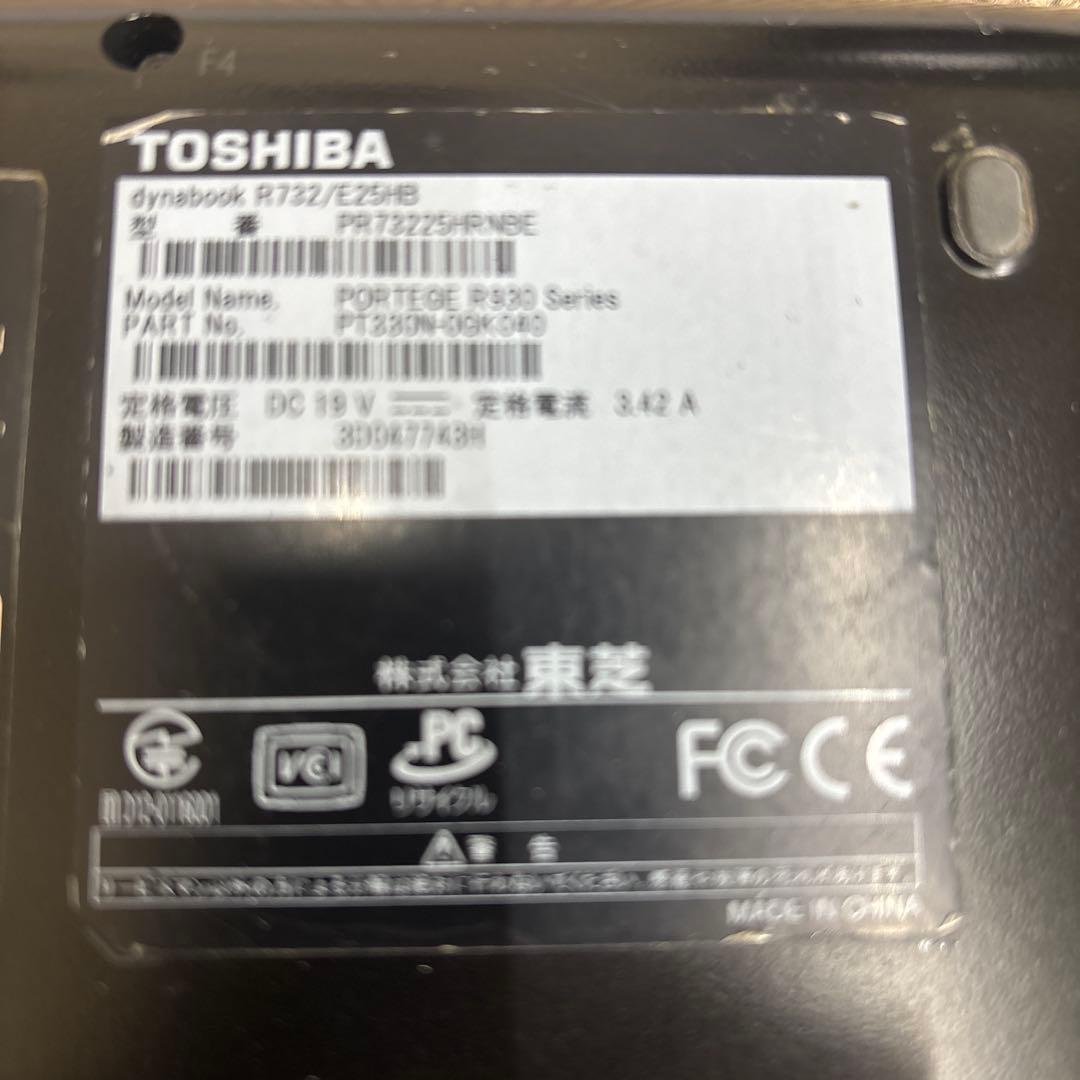 F4
TOSHIBA
dynabook R732/E25HB
型 番 PR73225HRNBE
Model Name. PORTEGE R930 Series
PART No. PT330N-0GK040
定格電圧 DC 19 V 定格電流 3.42 A
製造番号
株式会社 東芝
VCI
PC
リサイクル
FC CE
警 告
MADE IN CHINA